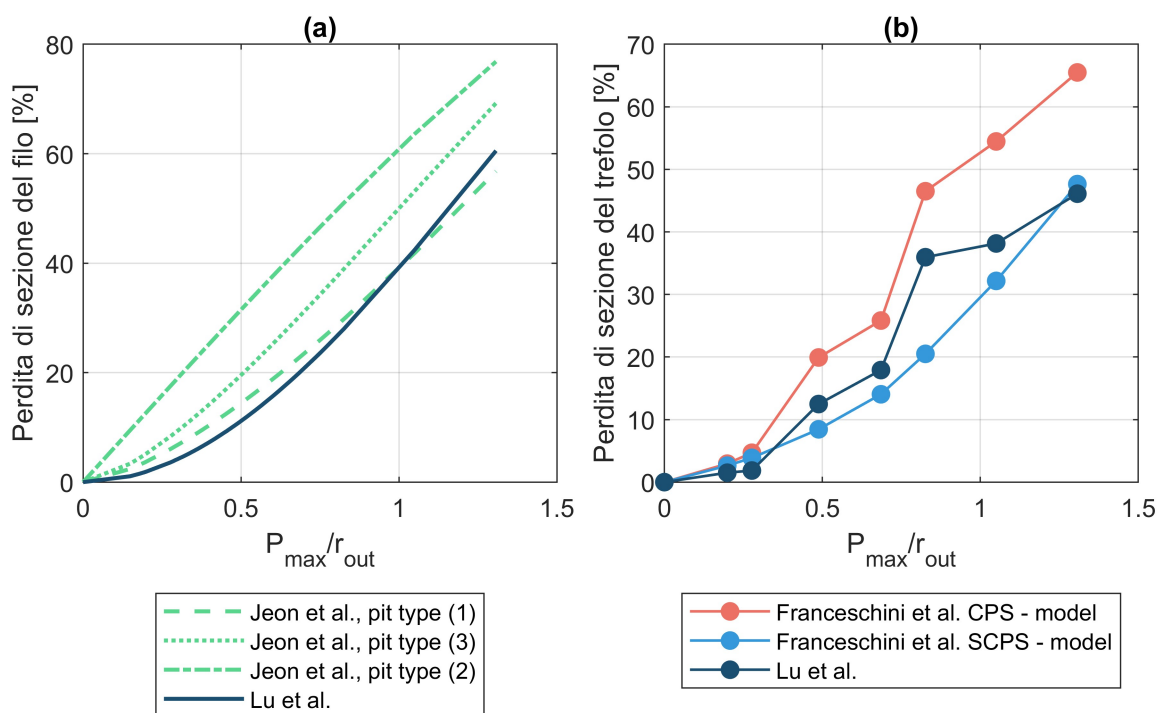 (a)
Perdita di sezione del filo [%]
80
60
40
20
0
0 0.5 1 1.5
P_max/r_out
Jeon et al., pit type (1)
Jeon et al., pit type (3)
Jeon et al., pit type (2)
Lu et al.
(b)
Perdita di sezione del trefolo [%]
70
60
50
40
30
20
10
0
0 0.5 1 1.5
P_max/r_out
Franceschini et al. CPS - model
Franceschini et al. SCPS - model
Lu et al.